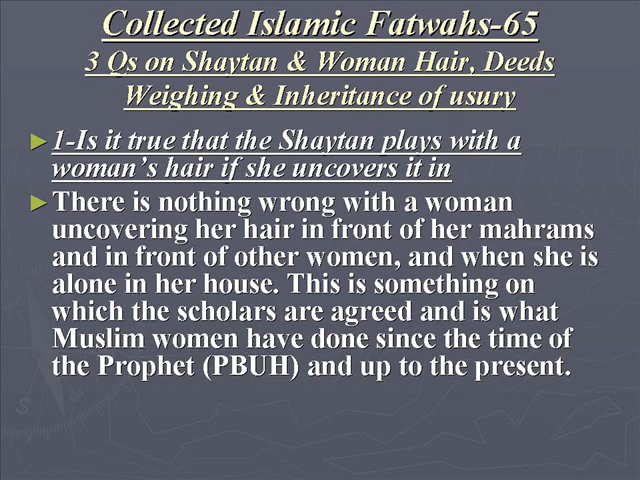 Collected Islamic Fatwahs-65
3 Qs on Shaytan & Woman Hair, Deeds
Weighing & Inheritance of usury
1-Is it true that the Shaytan plays with a
woman's hair if she uncovers it in
There is nothing wrong with a woman
uncovering her hair in front of her mahrams
and in front of other women, and when she is
alone in her house. This is something on
which the scholars are agreed and is what
Muslim women have done since the time of
the Prophet (PBUH) and up to the present.